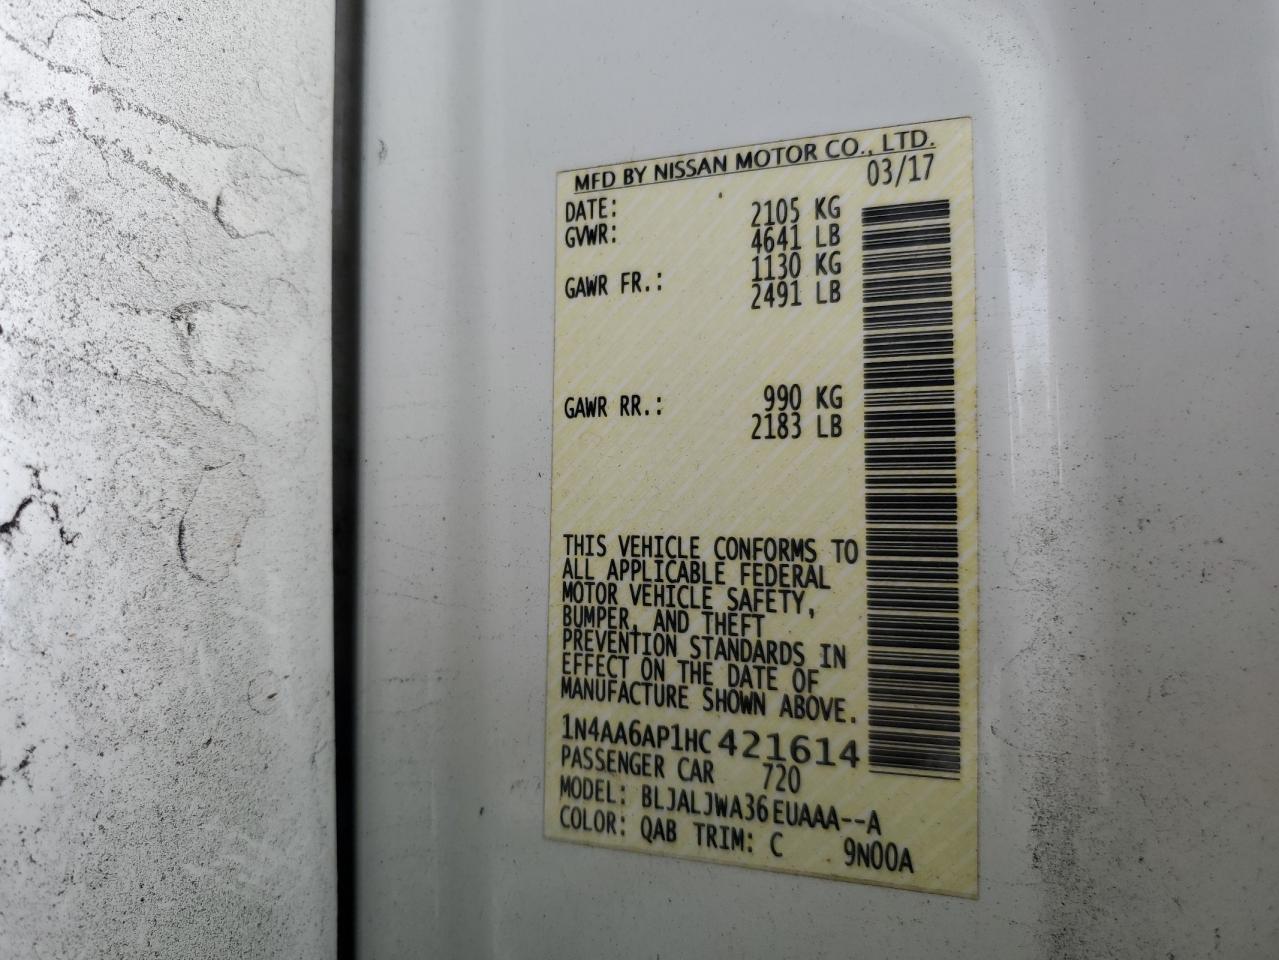 MFD BY NISSAN MOTOR CO., LTD.
DATE: 03/17
GVWR: 2105 KG
4641 LB
GAWR FR.: 1130 KG
2491 LB
GAWR RR.: 990 KG
2183 LB
THIS VEHICLE CONFORMS TO
ALL APPLICABLE FEDERAL
MOTOR VEHICLE SAFETY,
BUMPER, AND THEFT
PREVENTION STANDARDS IN
EFFECT ON THE DATE OF
MANUFACTURE SHOWN ABOVE.
1N4AA6AP1HC421614
PASSENGER CAR 720
MODEL: BLJALJWA36EUAAA--A
COLOR: QAB TRIM: C 9N00A